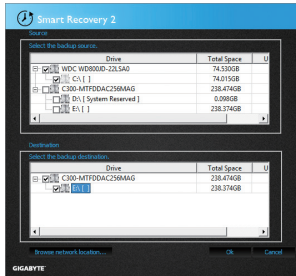 Smart Recovery 2
Source
Select the backup source.
Drive Total Space U
WDC WD800JD-22LSA0 74.530GB
C:\ [ ] 74.015GB
C300-MTFDDAC256MAG 238.474GB
D:\ [ System Reserved ] 0.098GB
E:\ [ ] 238.374GB
Destination
Select the backup destination.
Drive Total Space U
C300-MTFDDAC256MAG 238.474GB
E:\ [ ] 238.374GB
Browse network location... Ok Cancel
GIGABYTE